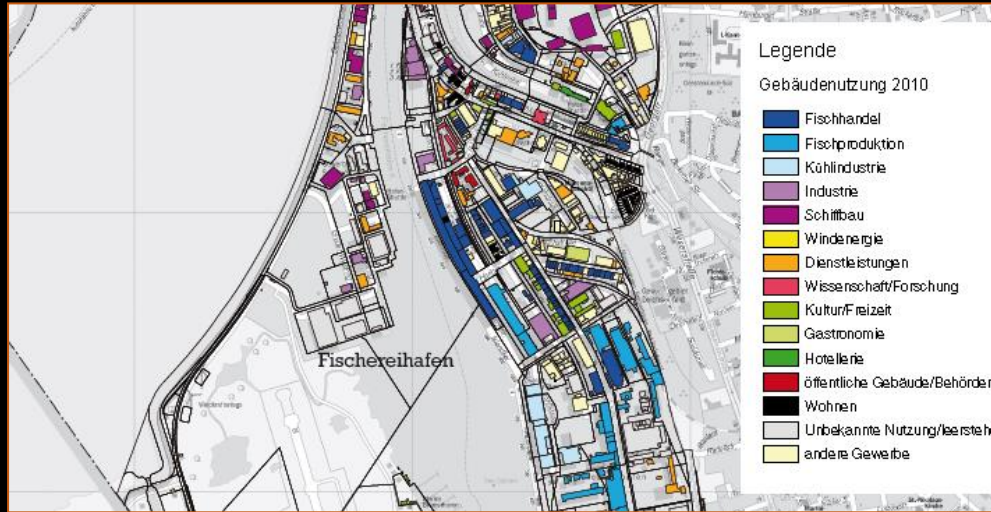 Fischereihafen
Legende
Gebäudenutzung 2010
Fischhandel
Fischproduktion
Kühlindustrie
Industrie
Schiffbau
Windenergie
Dienstleistungen
Wissenschaft/Forschung
Kultur/Freizeit
Gastronomie
Hotellerie
öffentliche Gebäude/Behörden
Wohnen
Unbekannte Nutzung/leersteh
andere Gewerbe